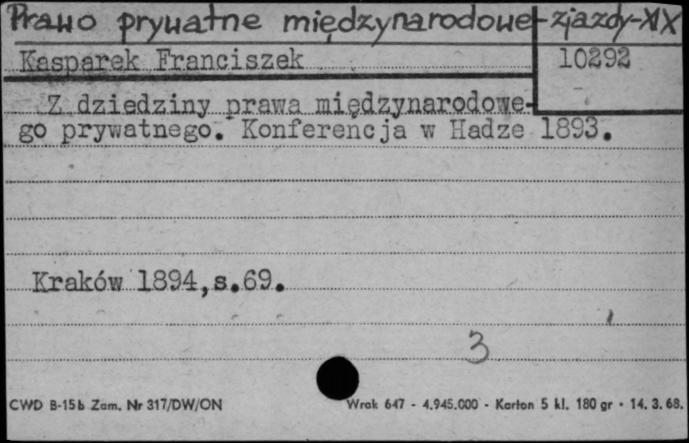 Prawo prywatne międzynarodowe-zjazdy-XIX
Kasparek Franciszek
10292
Z dziedziny prawa międzynarodowe-
go prywatnego. Konferencja w Hadze 1893.
Kraków 1894,s.69.
3
CWD B-15b Zam. Nr 317/DW/ON Wrak 647 - 4.945.000 - Karton 5 kl. 180 gr - 14. 3. 68.